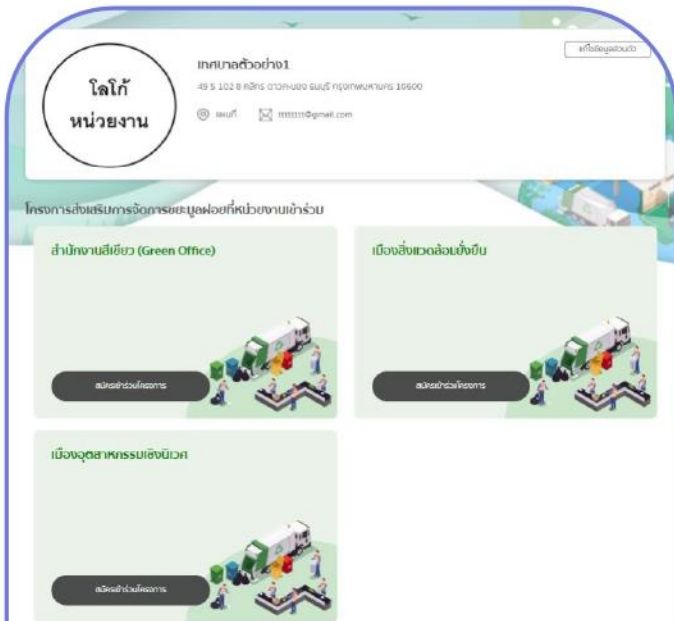 แก้ไขข้อมูลส่วนตัว
โลโก้
หน่วยงาน
เทศบาลตัวอย่าง1
แผนที่ ttttttttt@gmail.com
โครงการส่งเสริมการจัดการขยะมูลฝอยที่หน่วยงานเข้าร่วม
สำนักงานสีเขียว (Green Office)
สมัครเข้าร่วมโครงการ
เมืองสิ่งแวดล้อมยั่งยืน
สมัครเข้าร่วมโครงการ
เมืองอุตสาหกรรมเชิงนิเวศ
สมัครเข้าร่วมโครงการ